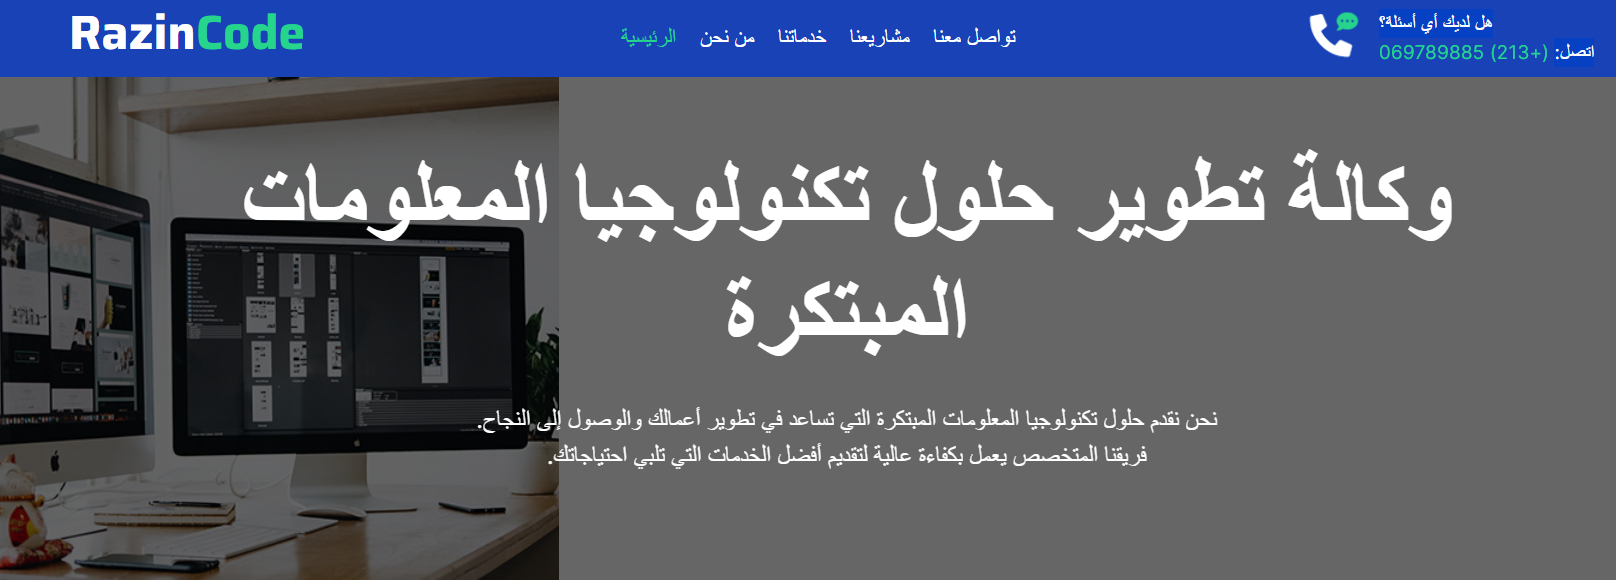 RazinCode
الرئيسية
من نحن
خدماتنا
مشاريعنا
تواصل معنا
هل لديك أي أسئلة؟
اتصل: (+213) 069789885
وكالة تطوير حلول تكنولوجيا المعلومات
المبتكرة
نحن نقدم حلول تكنولوجيا المعلومات المبتكرة التي تساعد في تطوير أعمالك والوصول إلى النجاح.
فريقنا المتخصص يعمل بكفاءة عالية لتقديم أفضل الخدمات التي تلبي احتياجاتك.